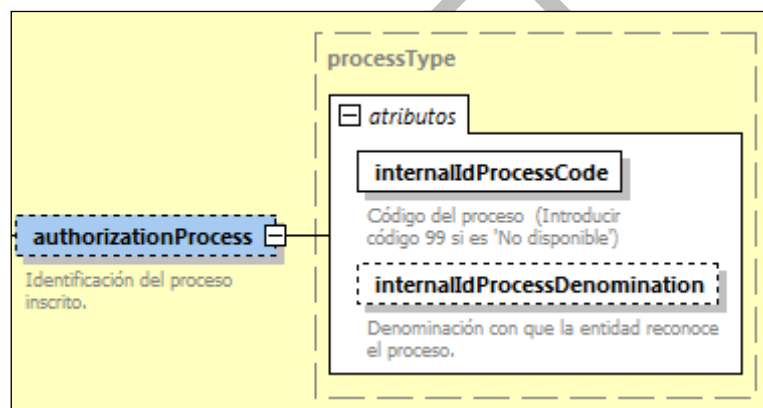 processType
atributos
internalIdProcessCode
Código del proceso (Introducir
código 99 si es 'No disponible')
authorizationProcess
Identificación del proceso
inscrito.
internalIdProcessDenomination
Denominación con que la entidad reconoce
el proceso.